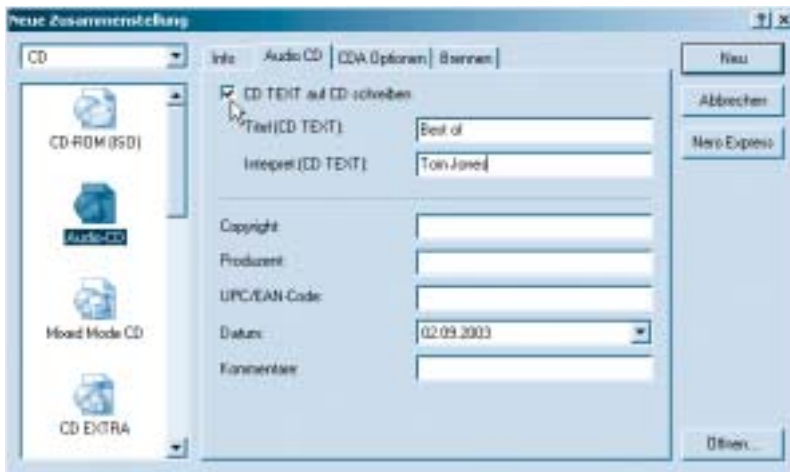 Neue Zusammenstellung
CD
Info Audio CD CDA Optionen Brennen
Neu
CD TEXT auf CD schreiben
Abbrechen
Titel (CD TEXT): Best of
CD-ROM (ISO)
Nero Express
Interpret (CD TEXT): Tom Jones
Copyright:
Audio-CD
Produzent:
UPC/EAN-Code:
Mixed Mode CD
Datum: 02.09.2003
Kommentare:
CD EXTRA
Öffnen...